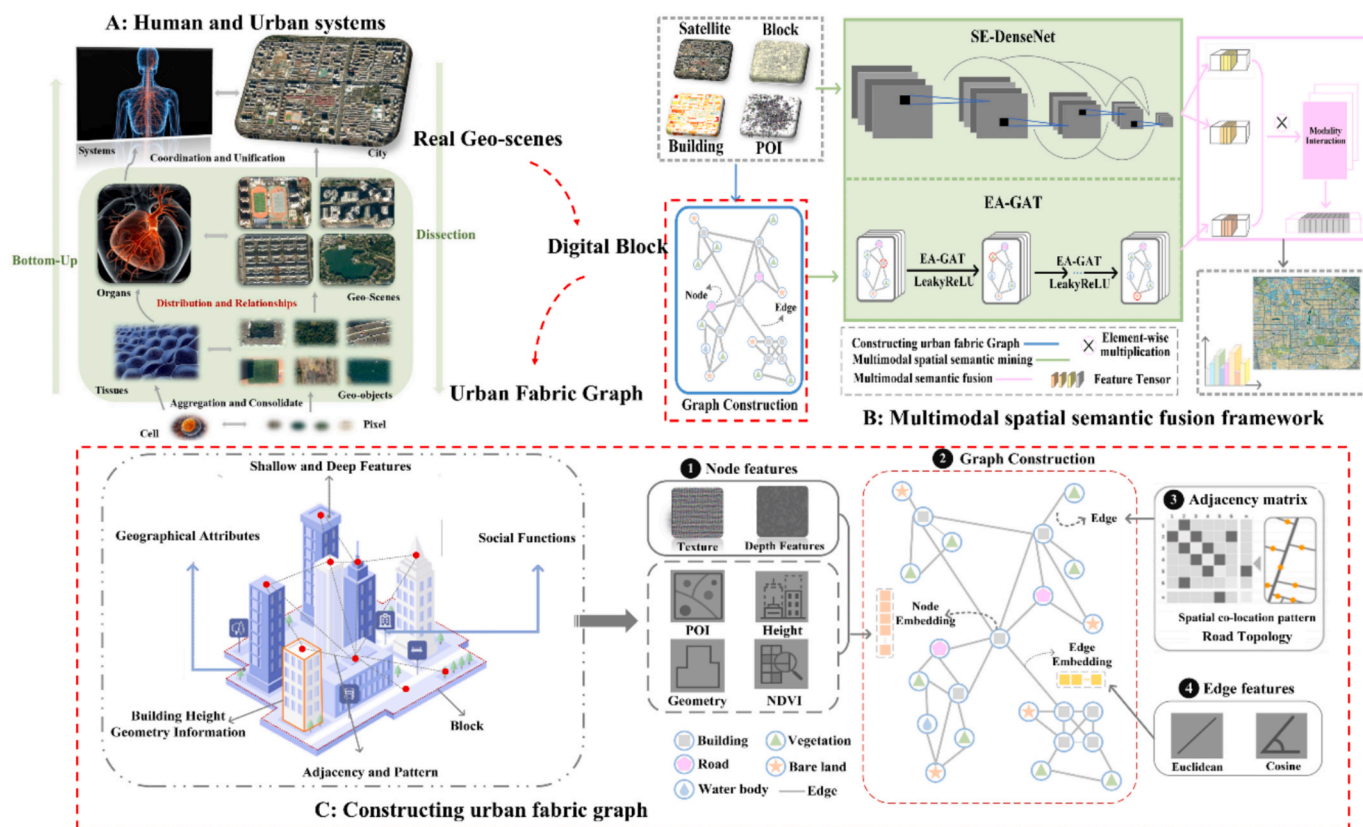 A: Human and Urban systems
Systems
Coordination and Unification
City
Bottom-Up
Dissection
Organs
Geo-Scenes
Distribution and Relationships
Tissues
Geo-objects
Aggregation and Consolidate
Cell
Pixel
Real Geo-scenes
Digital Block
Urban Fabric Graph
Satellite
Block
Building
POI
Node
Edge
Graph Construction
SE-DenseNet
EA-GAT
EA-GAT
LeakyReLU
EA-GAT
LeakyReLU
Modality
Interaction
Constructing urban fabric Graph
Multimodal spatial semantic mining
Multimodal semantic fusion
Element-wise
multiplication
Feature Tensor
B: Multimodal spatial semantic fusion framework
Shallow and Deep Features
Geographical Attributes
Social Functions
Building Height
Geometry Information
Block
Adjacency and Pattern
C: Constructing urban fabric graph
1 Node features
Texture
Depth Features
POI
Height
Geometry
NDVI
Building
Vegetation
Road
Bare land
Water body
Edge
2 Graph Construction
Edge
Node
Embedding
Edge
Embedding
3 Adjacency matrix
Spatial co-location pattern
Road Topology
4 Edge features
Euclidean
Cosine